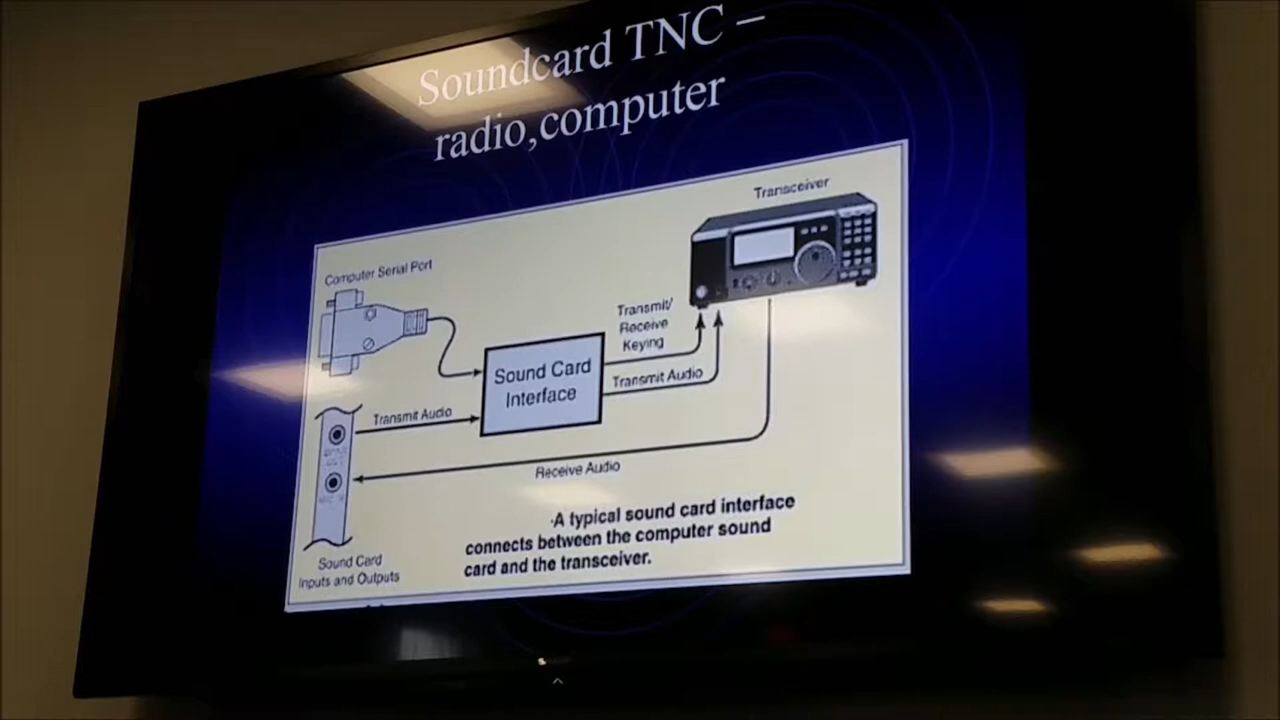 Soundcard TNC –
radio,computer
Transceiver
Computer Serial Port
Transmit/
Receive
Keying
Sound Card
Interface
Transmit Audio
Transmit Audio
Receive Audio
·A typical sound card interface
connects between the computer sound
card and the transceiver.
Sound Card
Inputs and Outputs